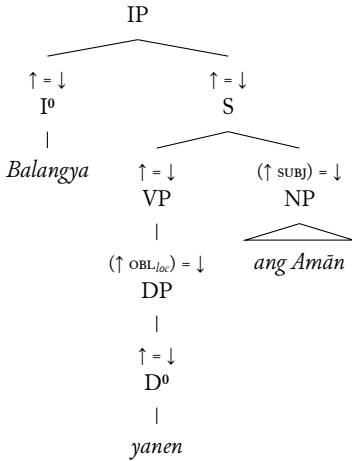 IP
↑ = ↓ ↑ = ↓
I⁰ S
Balangya ↑ = ↓ (↑ SUBJ) = ↓
VP NP
(↑ OBL_loc) = ↓ ang Amān
DP
↑ = ↓
D⁰
yanen